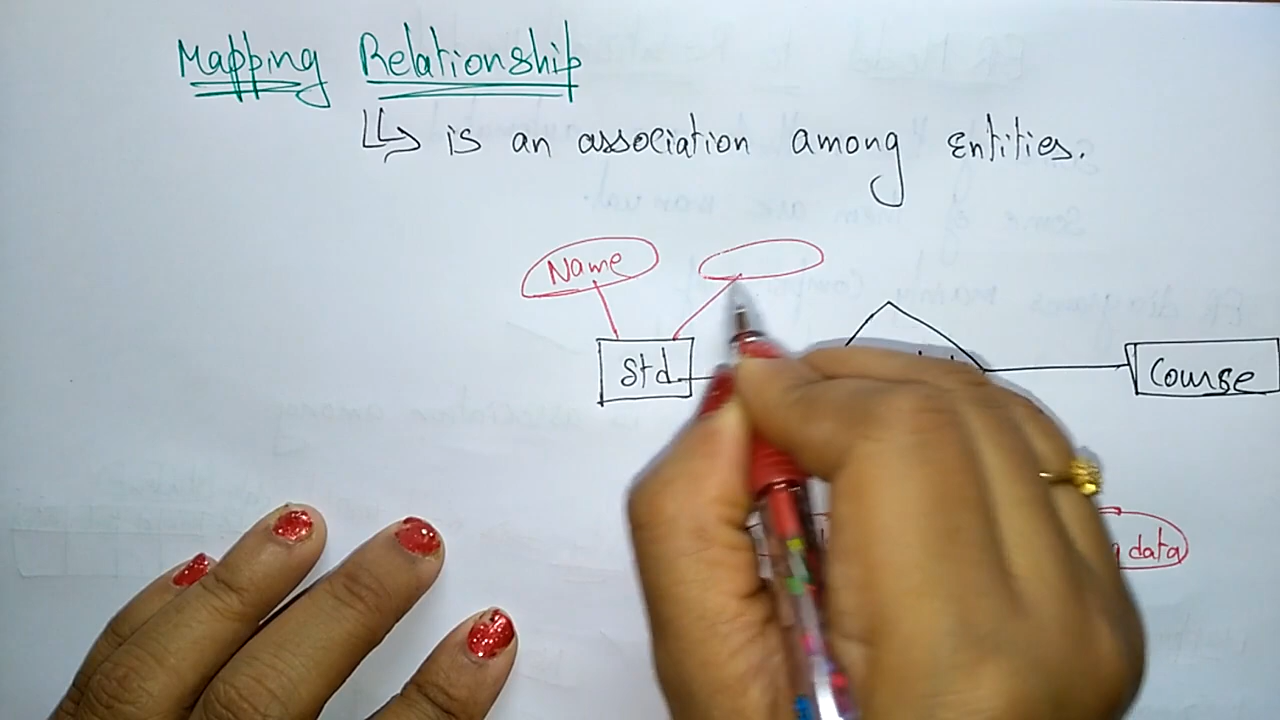 Mapping Relationship
is an association among Entities.
Name
Std
Course
data